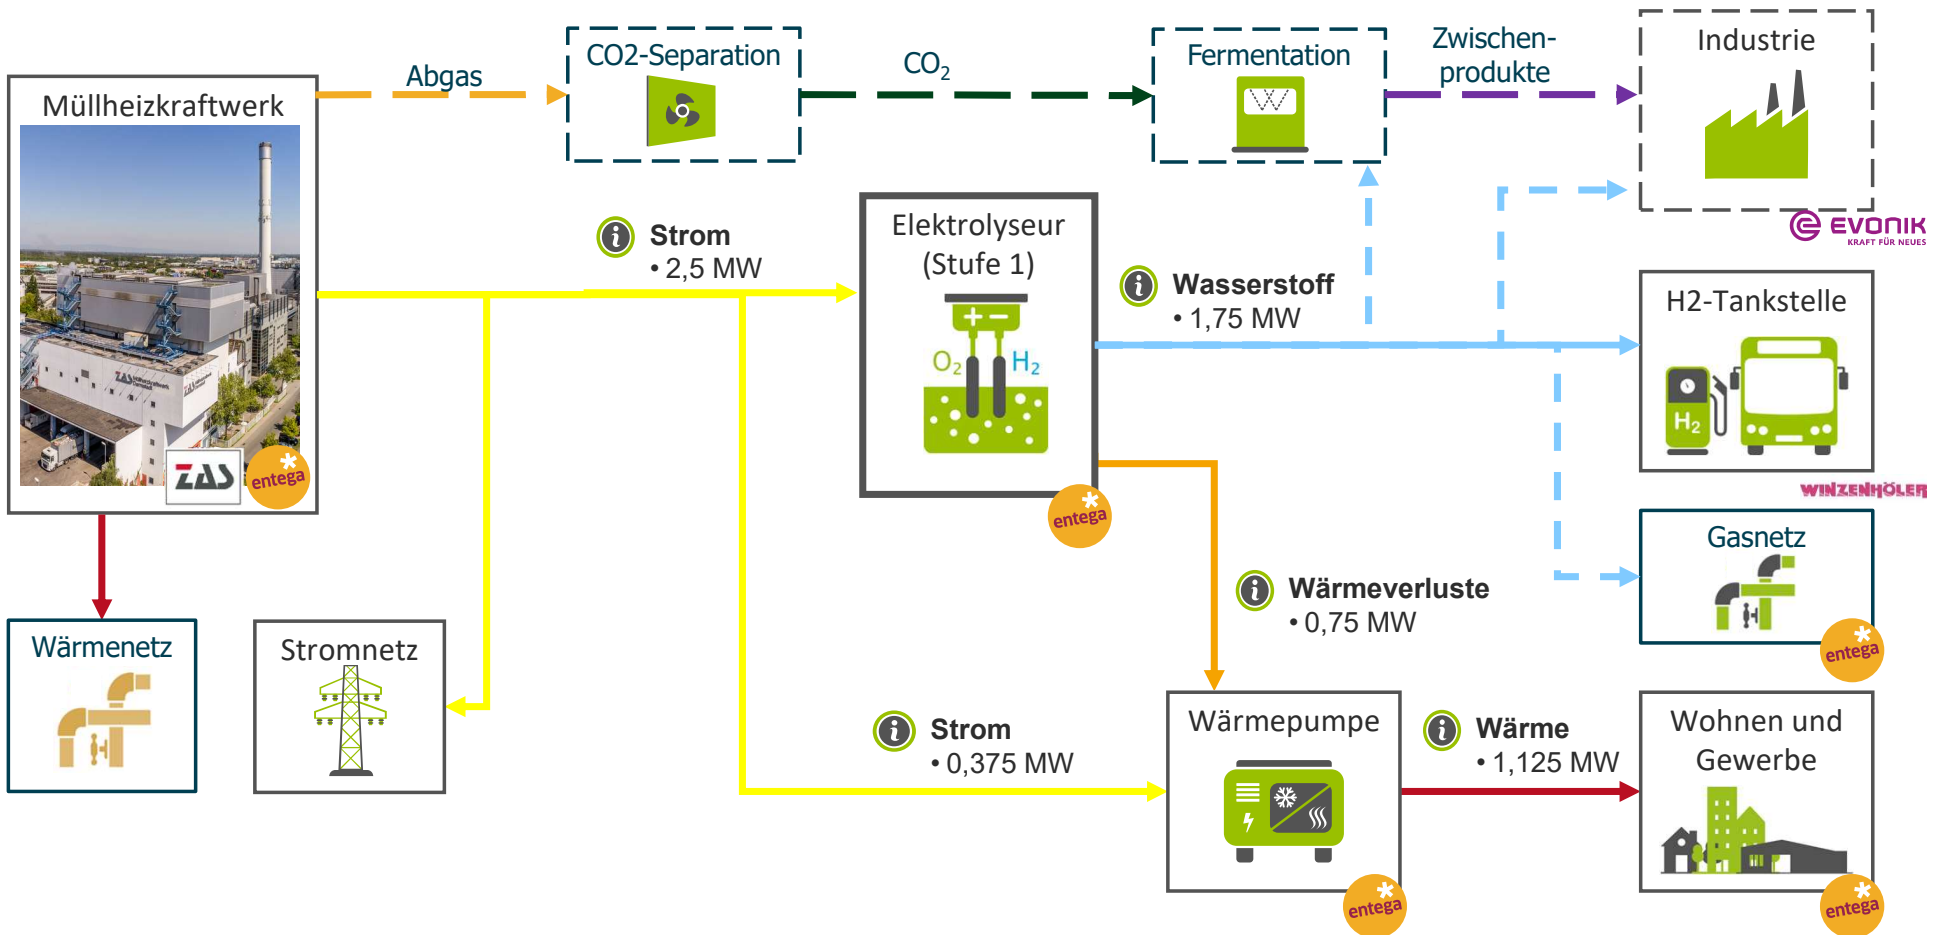 Müllheizkraftwerk
ZAS
entega
Abgas
CO2-Separation
CO₂
Fermentation
Zwischen-
produkte
Industrie
EVONIK
KRAFT FÜR NEUES
Strom
• 2,5 MW
Elektrolyseur
(Stufe 1)
+ −
O₂ H₂
entega
Wasserstoff
• 1,75 MW
H2-Tankstelle
H₂
WINZENHÖLER
Gasnetz
entega
Wärmeverluste
• 0,75 MW
Wärmenetz
Stromnetz
Strom
• 0,375 MW
Wärmepumpe
entega
Wärme
• 1,125 MW
Wohnen und
Gewerbe
entega